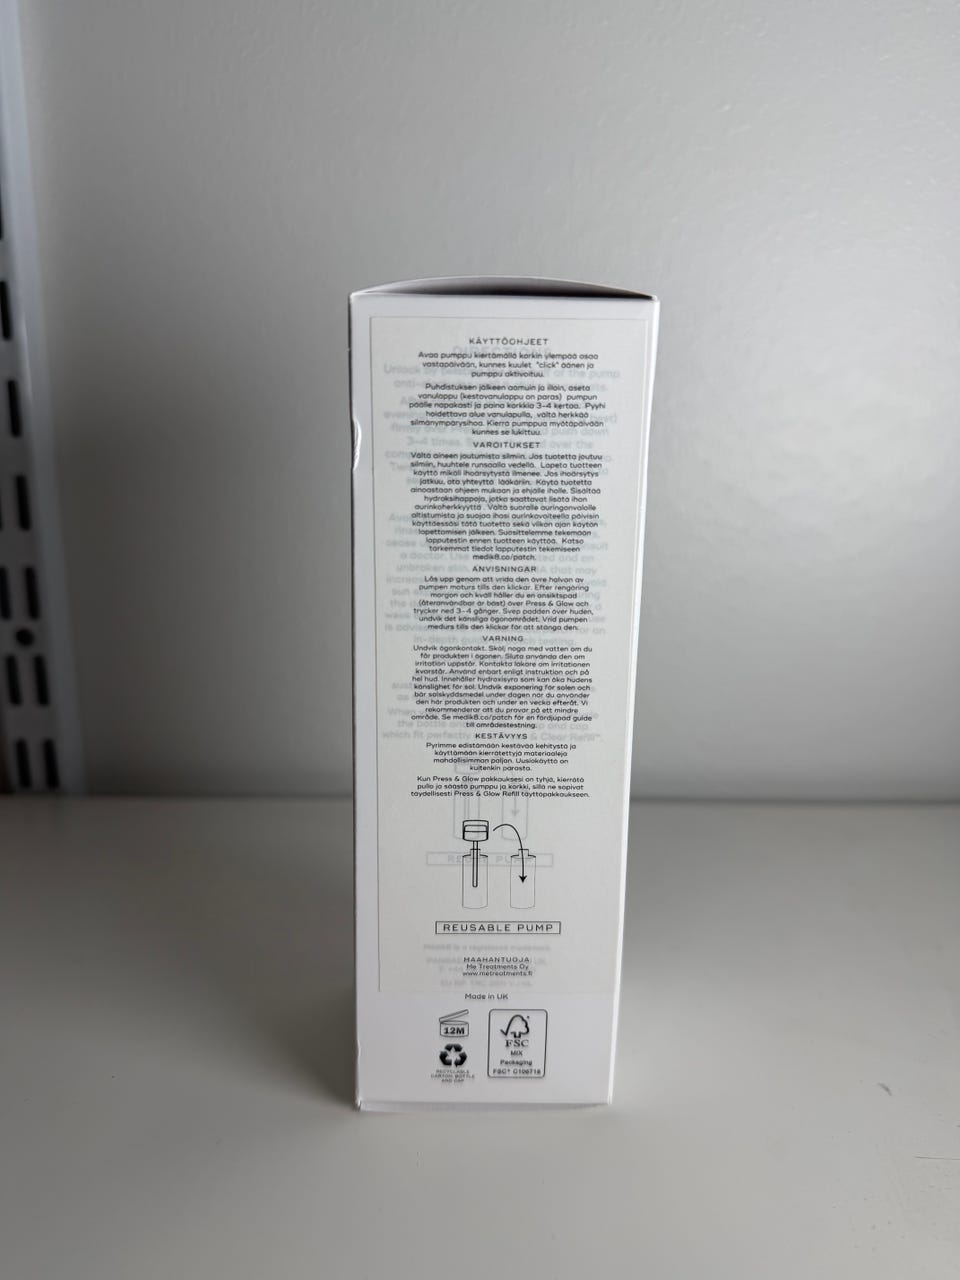 KÄYTTÖOHJEET
Avaa pumppu kiertämällä korkin ylempää osaa
vastapäivään, kunnes kuulet "click" äänen ja
pumppu aktivoituu.
Puhdistuksen jälkeen aamuin ja illoin, aseta
vanulappu (kestovanulappu on paras) pumpun
päälle napakasti ja paina korkkia 3-4 kertaa. Pyyhi
hoidettava alue vanulapulla, vältä herkkää
silmänympärysihoa. Kierrä pumppua myötäpäivään
kunnes se lukittuu.
VAROITUKSET
Vältä aineen joutumista silmiin. Jos tuotetta joutuu
silmiin, huuhtele runsaalla vedellä. Lopeta tuotteen
käyttö mikäli ihoärsytystä ilmenee. Jos ihoärsytys
jatkuu, ota yhteyttä lääkäriin. Käytä tuotetta
ainoastaan ohjeen mukaan ja ehjälle iholle. Sisältää
hydroksihappoja, jotka saattavat lisätä ihon
aurinkoherkkyyttä. Vältä suoralle auringonvalolle
altistumista ja suojaa ihosi aurinkovoiteella päivisin
käyttäessäsi tätä tuotetta sekä viikon ajan käytön
lopettamisen jälkeen. Suosittelemme tekemään
lapputestin ennen tuotteen käyttöä. Katso
tarkemmat tiedot lapputestin tekemiseen
medik8.co/patch.
ANVISNINGAR
Lås upp genom att vrida den övre halvan av
pumpen moturs tills den klickar. Efter rengöring
morgon och kväll håller du en ansiktspad
(återanvändbar är bäst) över Press & Glow och
trycker ned 3-4 gånger. Svep padden över huden,
undvik det känsliga ögonområdet. Vrid pumpen
medurs tills den klickar för att stänga den.
VARNING
Undvik ögonkontakt. Skölj noga med vatten om du
får produkten i ögonen. Sluta använda den om
irritation uppstår. Kontakta läkare om irritationen
kvarstår. Använd enbart enligt instruktion och på
hel hud. Innehåller hydroxisyra som kan öka hudens
känslighet för sol. Undvik exponering för solen och
bär solskyddsmedel under dagen när du använder
den här produkten och under en vecka efteråt. Vi
rekommenderar att du provar på ett mindre
område. Se medik8.co/patch för en fördjupad guide
till områdestestning.
KESTÄVYYS
Pyrimme edistämään kestävää kehitystä ja
käyttämään kierrätettyjä materiaaleja
mahdollisimman paljon. Uusiokäyttö on
kuitenkin parasta.
Kun Press & Glow pakkauksesi on tyhjä, kierrätä
pullo ja säästä pumppu ja korkki, sillä ne sopivat
täydellisesti Press & Glow Refill täyttöpakkaukseen.
REUSABLE PUMP
MAAHANTUOJA:
Me Treatments Oy
www.metreatments.fi
Made in UK
12M
RECYCLABLE
CARTON, BOTTLE
AND CAP
FSC
MIX
Packaging
FSC® C106718